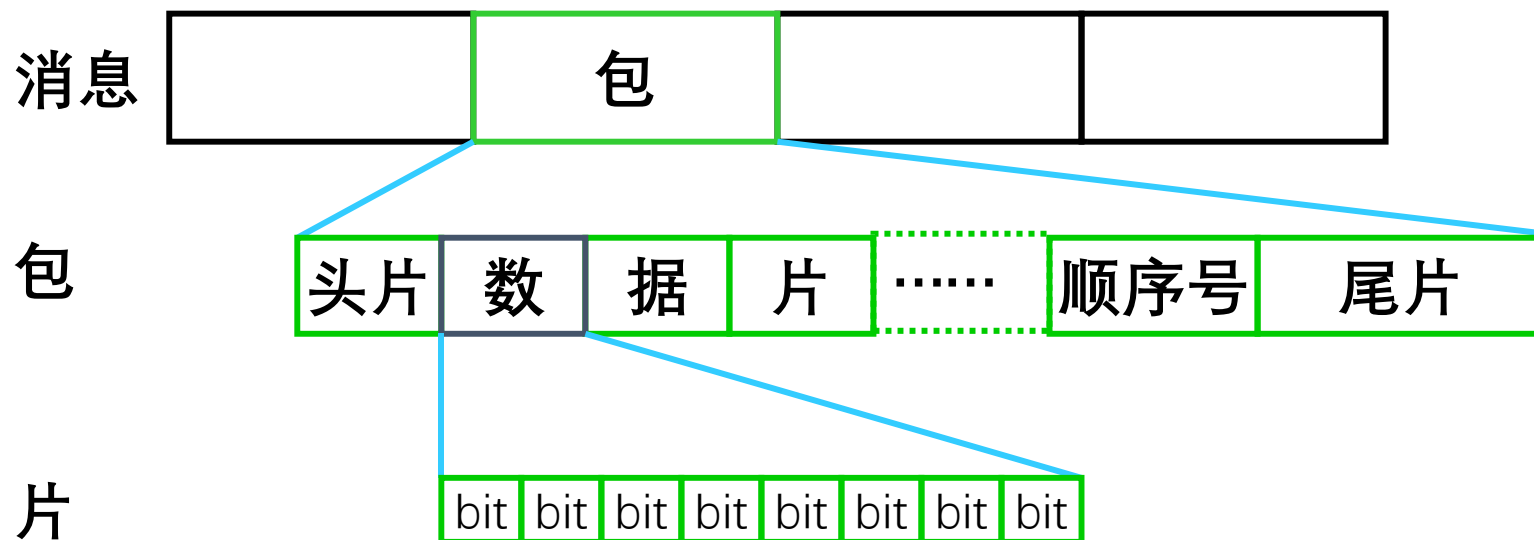 消息 包
包 头片 数 据 片 …… 顺序号 尾片
片 bit bit bit bit bit bit bit bit